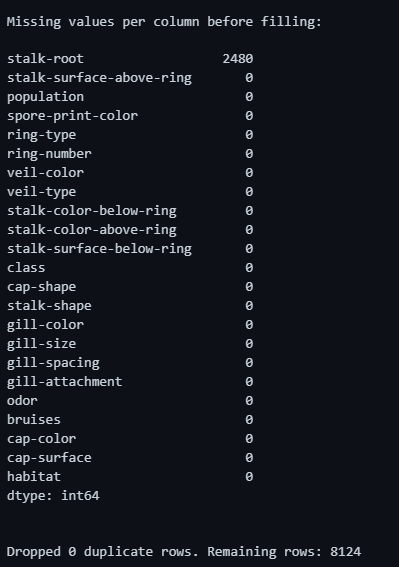 Missing values per column before filling:
stalk-root 2480
stalk-surface-above-ring 0
population 0
spore-print-color 0
ring-type 0
ring-number 0
veil-color 0
veil-type 0
stalk-color-below-ring 0
stalk-color-above-ring 0
stalk-surface-below-ring 0
class 0
cap-shape 0
stalk-shape 0
gill-color 0
gill-size 0
gill-spacing 0
gill-attachment 0
odor 0
bruises 0
cap-color 0
cap-surface 0
habitat 0
dtype: int64
Dropped 0 duplicate rows. Remaining rows: 8124